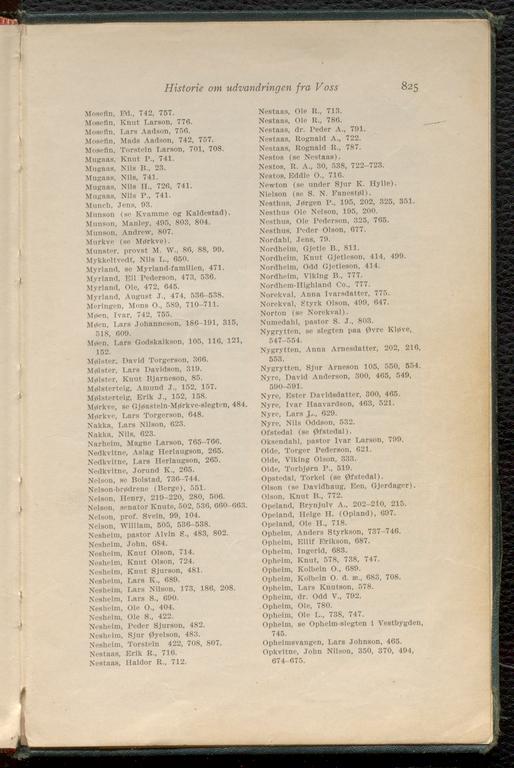 Historie om udvandringen fra Voss 825
Mosefin, Ed., 742, 757.
Mosefin, Knut Larson, 776.
Mosefin, Lars Aadson, 756.
Mosefin, Mads Aadson, 742, 757.
Mosefin, Torstein Larson, 701, 708.
Mugaas, Knut P., 741.
Mugaas, Nils B., 23.
Mugaas, Nils, 741.
Mugaas, Nils H., 726, 741.
Mugaas, Nils P., 741.
Munch, Jens, 93.
Munson (se Kvamme og Kaldestad).
Munson, Manley, 495, 803, 804.
Munson, Andrew, 807.
Murkve (se Mørkve).
Munster, provst M. W., 86, 88, 99.
Mykkeltvedt, Nils L., 650.
Myrland, se Myrland-familien, 471.
Myrland, Eli Pederson, 473, 536.
Myrland, Ole, 472, 645.
Myrland, August J., 474, 536–538.
Møringen, Mons O., 589, 710–711.
Møen, Ivar, 742, 755.
Møen, Lars Johanneson, 186–191, 315,
518, 609.
Møen, Lars Godskalkson, 105, 116, 121,
152.
Mølster, David Torgerson, 306.
Mølster, Lars Davidson, 319.
Mølster, Knut Bjarneson, 85.
Mølsterteig, Amund J., 152, 157.
Mølsterteig, Erik J., 152, 158.
Mørkve, se Gjøastein-Mørkve-slegten, 484.
Mørkve, Lars Torgerson, 648.
Nakka, Lars Nilson, 623.
Nakka, Nils, 623.
Narheim, Magne Larson, 765–766.
Nedkvitne, Aslag Herlaugson, 265.
Nedkvitne, Lars Herlaugson, 265.
Nedkvitne, Jorund K., 265.
Nelson, se Bolstad, 736–744.
Nelson-brødrene (Berge), 551.
Nelson, Henry, 219–220, 280, 506.
Nelson, senator Knute, 502, 536, 660–663.
Nelson, prof. Svein, 99, 104.
Nelson, William, 505, 536–538.
Nesheim, pastor Alvin S., 483, 802.
Nesheim, John, 684.
Nesheim, Knut Olson, 714.
Nesheim, Knut Olson, 724.
Nesheim, Knut Sjurson, 481.
Nesheim, Lars K., 689.
Nesheim, Lars Nilson, 173, 186, 208.
Nesheim, Lars S., 690.
Nesheim, Ole O., 404.
Nesheim, Ole S., 422.
Nesheim, Peder Sjurson, 482.
Nesheim, Sjur Øyelson, 483.
Nesheim, Torstein 422, 708, 807.
Nestaas, Erik R., 716.
Nestaas, Haldor R., 712.
Nestaas, Ole R., 713.
Nestaas, Ole R., 786.
Nestaas, dr. Peder A., 791.
Nestaas, Rognald A., 722.
Nestaas, Rognald R., 787.
Nestos (se Nestaas).
Nestos, R. A., 30, 538, 722–723.
Nestos, Eddie O., 716.
Newton (se under Sjur K. Hylle).
Nielson (se S. N. Fanestøl).
Nesthus, Jørgen P., 195, 202, 325, 351.
Nesthus Ole Nelson, 195, 200.
Nesthus, Ole Pederson, 325, 765.
Nesthus, Peder Olson, 677.
Nordahl, Jens, 79.
Nordheim, Gjetle B., 811.
Nordheim, Knut Gjetleson, 414, 499.
Nordheim, Odd Gjetleson, 414.
Nordheim, Viking B., 777.
Nordhem-Highland Co., 777.
Norekval, Anna Ivarsdatter, 775.
Norekval, Styrk Olson, 499, 647.
Norton (se Norekval).
Numedahl, pastor S. J., 803.
Nygrytten, se slegten paa Øvre Kløve,
547–554.
Nygrytten, Anna Arnesdatter, 202, 216,
553.
Nygrytten, Sjur Arneson 105, 550, 554.
Nyre, David Anderson, 300, 465, 549,
590–591.
Nyre, Ester Davidsdatter, 300, 465.
Nyre, Ivar Haavardson, 463, 521.
Nyre, Lars L., 629.
Nyre, Nils Oddson, 532.
Ofstedal (se Øfstedal).
Oksendahl, pastor Ivar Larson, 799.
Olde, Torger Pederson, 621.
Olde, Viking Olson, 333.
Olde, Torbjørn P., 519.
Opstedal, Torkel (se Øfstedal).
Olson (se Davidhaug, Een, Gjerdager).
Olson, Knut B., 772.
Opeland, Brynjulv A., 202–210, 215.
Opeland, Helge H. (Opland), 697.
Opeland, Ole H., 718.
Opheim, Anders Styrkson, 737–746.
Opheim, Eilif Erikson, 687.
Opheim, Ingerid, 683.
Opheim, Knut, 578, 738, 747.
Opheim, Kolbein O., 689.
Opheim, Kolbein O. d. m., 683, 708.
Opheim, Lars Knutson, 578.
Opheim, dr. Odd V., 792.
Opheim, Ole, 780.
Opheim, Ole L., 738, 747.
Opheim, se Opheim-slegten i Vestbygden,
745.
Opheimsvangen, Lars Johnson, 465.
Opkvitne, John Nilson, 350, 370, 494,
674–675.